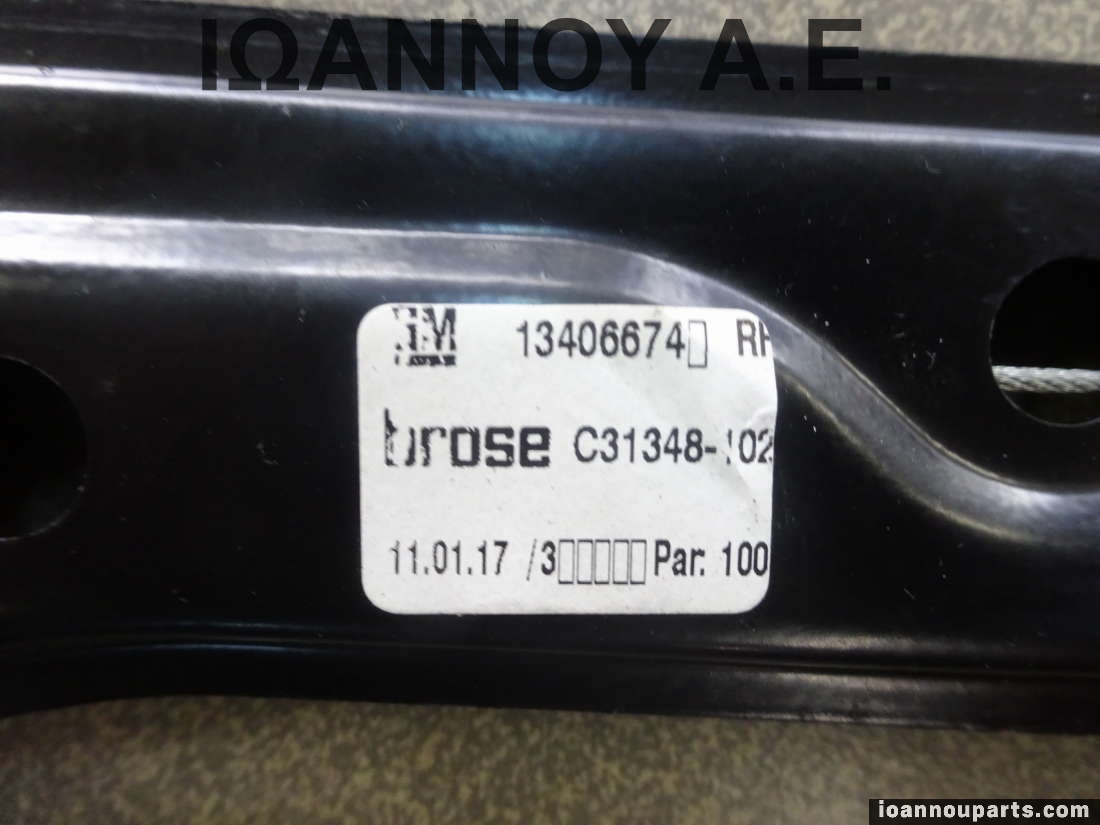 ΙΩΑΝΝΟΥ Α.Ε.
GM 13406674□ RH
brose C31348-102
11.01.17 /3□□□□□ Par. 100
ioannouparts.com